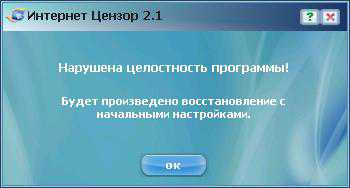 Интернет Цензор 2.1
Нарушена целостность программы!
Будет произведено восстановление с
начальными настройками.
ок